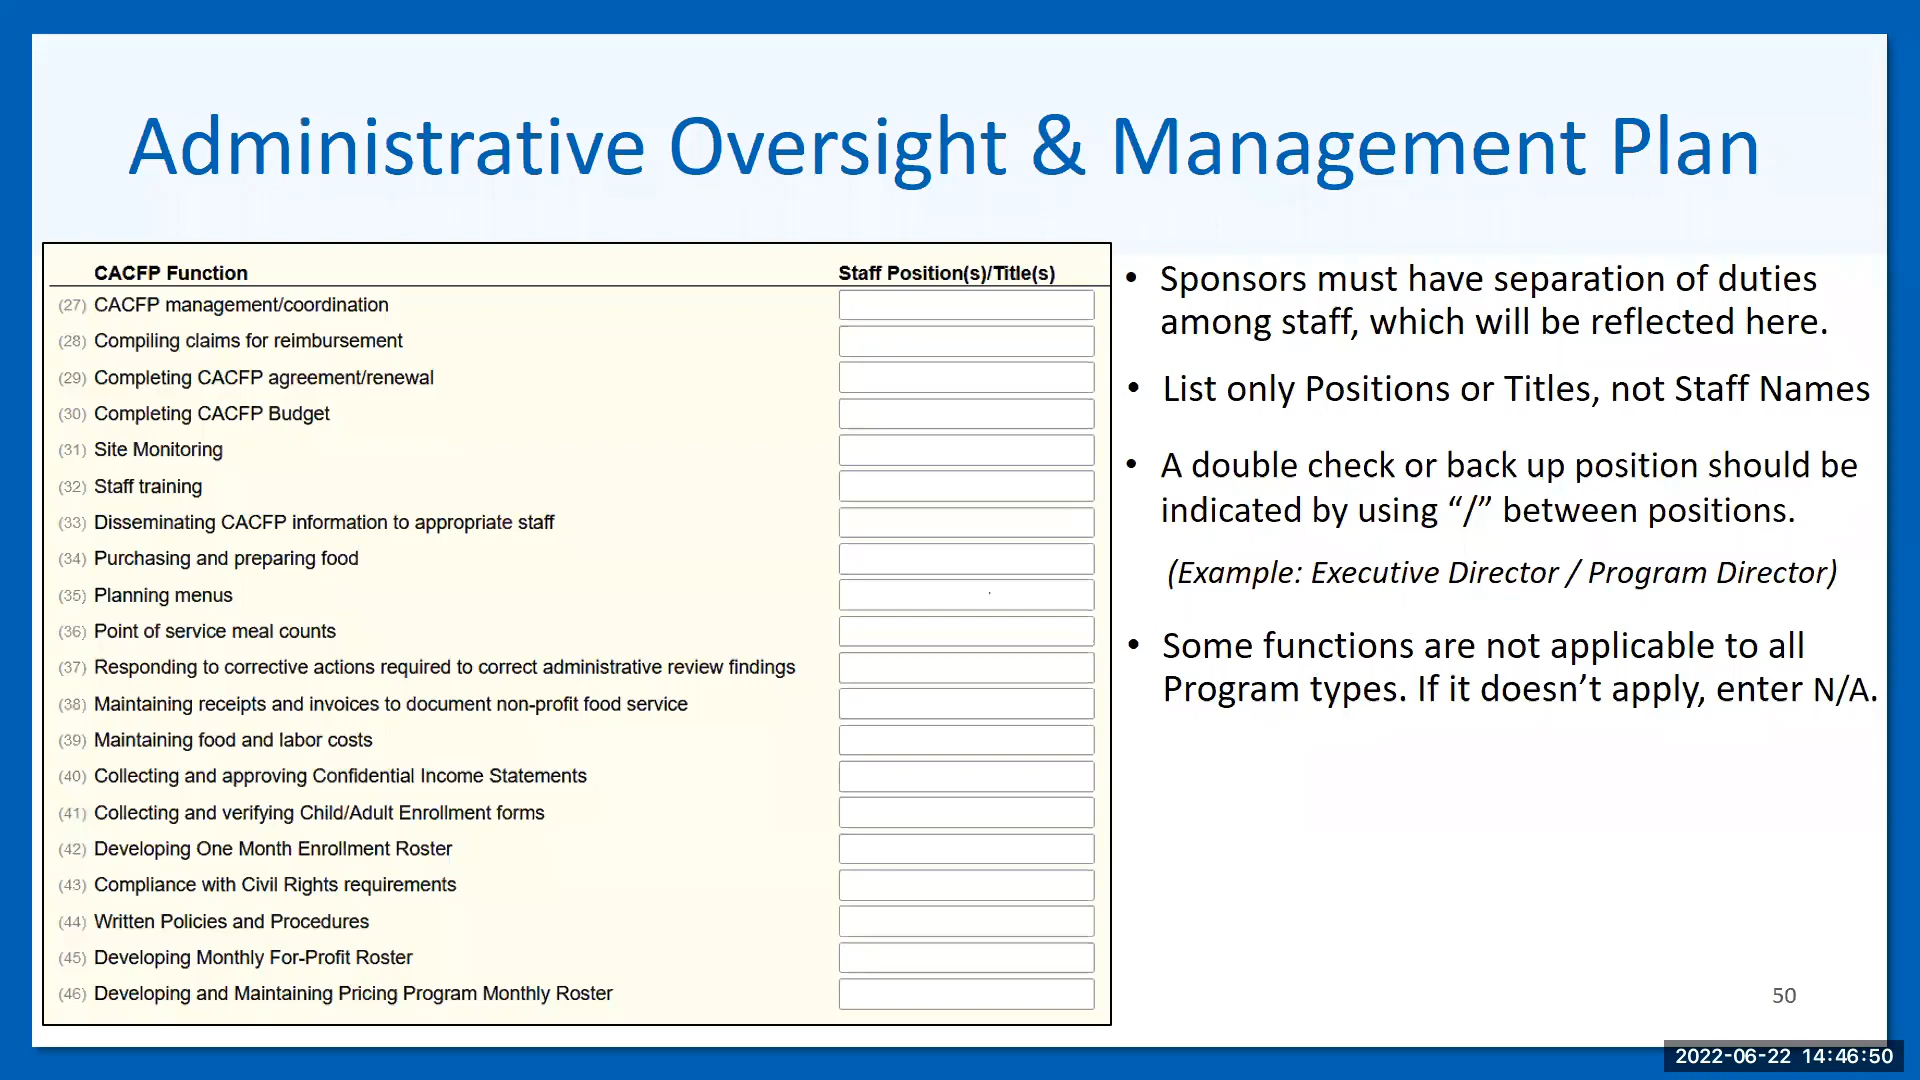 Administrative Oversight & Management Plan
CACFP Function Staff Position(s)/Title(s)
(27) CACFP management/coordination
(28) Compiling claims for reimbursement
(29) Completing CACFP agreement/renewal
(30) Completing CACFP Budget
(31) Site Monitoring
(32) Staff training
(33) Disseminating CACFP information to appropriate staff
(34) Purchasing and preparing food
(35) Planning menus
(36) Point of service meal counts
(37) Responding to corrective actions required to correct administrative review findings
(38) Maintaining receipts and invoices to document non-profit food service
(39) Maintaining food and labor costs
(40) Collecting and approving Confidential Income Statements
(41) Collecting and verifying Child/Adult Enrollment forms
(42) Developing One Month Enrollment Roster
(43) Compliance with Civil Rights requirements
(44) Written Policies and Procedures
(45) Developing Monthly For-Profit Roster
(46) Developing and Maintaining Pricing Program Monthly Roster
• Sponsors must have separation of duties
among staff, which will be reflected here.
• List only Positions or Titles, not Staff Names
• A double check or back up position should be
indicated by using “/” between positions.
(Example: Executive Director / Program Director)
• Some functions are not applicable to all
Program types. If it doesn’t apply, enter N/A.
50
2022-06-22 14:46:50